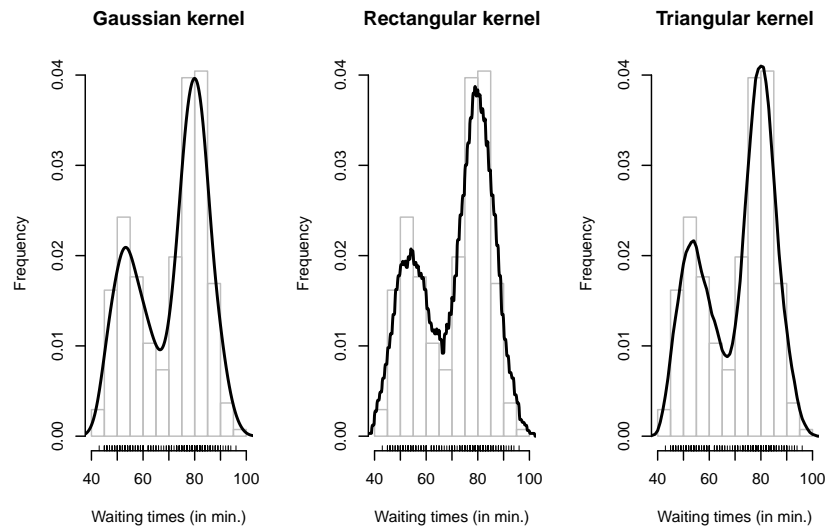 Gaussian kernel
Frequency
0.00 0.01 0.02 0.03 0.04
40 60 80 100
Waiting times (in min.)
Rectangular kernel
Frequency
0.00 0.01 0.02 0.03 0.04
40 60 80 100
Waiting times (in min.)
Triangular kernel
Frequency
0.00 0.01 0.02 0.03 0.04
40 60 80 100
Waiting times (in min.)